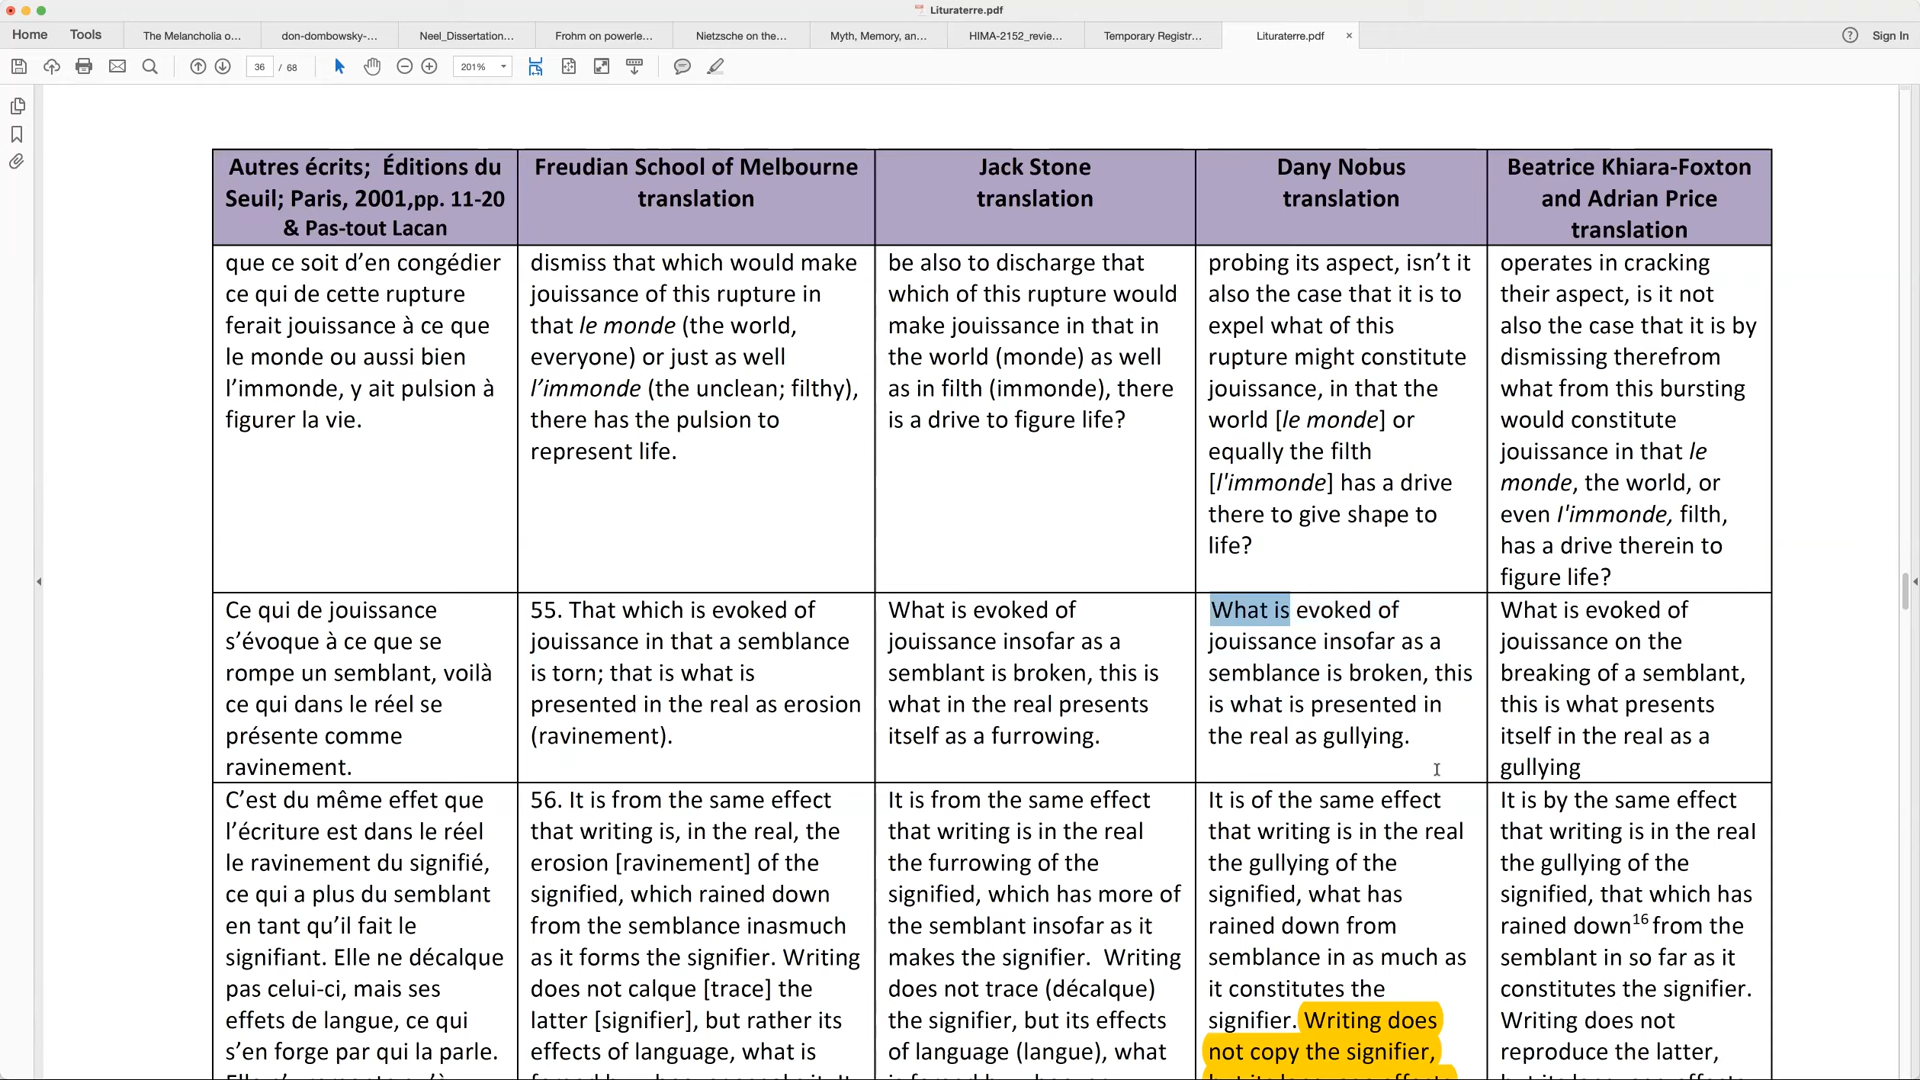 Lituraterre.pdf
Home
Tools
The Melancholia o...
don-dombowsky-...
Neel_Dissertation...
Frohm on powerle...
Nietzsche on the...
Myth, Memory, an...
HIMA-2152_revie...
Temporary Registr...
Lituraterre.pdf
×
Sign In
36 / 68
201%
Autres écrits; Éditions du
Seuil; Paris, 2001,pp. 11-20
& Pas-tout Lacan
Freudian School of Melbourne
translation
Jack Stone
translation
Dany Nobus
translation
Beatrice Khiara-Foxton
and Adrian Price
translation
que ce soit d’en congédier
ce qui de cette rupture
ferait jouissance à ce que
le monde ou aussi bien
l’immonde, y ait pulsion à
figurer la vie.
dismiss that which would make
jouissance of this rupture in
that le monde (the world,
everyone) or just as well
l’immonde (the unclean; filthy),
there has the pulsion to
represent life.
be also to discharge that
which of this rupture would
make jouissance in that in
the world (monde) as well
as in filth (immonde), there
is a drive to figure life?
probing its aspect, isn’t it
also the case that it is to
expel what of this
rupture might constitute
jouissance, in that the
world [le monde] or
equally the filth
[l'immonde] has a drive
there to give shape to
life?
operates in cracking
their aspect, is it not
also the case that it is by
dismissing therefrom
what from this bursting
would constitute
jouissance in that le
monde, the world, or
even l'immonde, filth,
has a drive therein to
figure life?
Ce qui de jouissance
s’évoque à ce que se
rompe un semblant, voilà
ce qui dans le réel se
présente comme
ravinement.
55. That which is evoked of
jouissance in that a semblance
is torn; that is what is
presented in the real as erosion
(ravinement).
What is evoked of
jouissance insofar as a
semblant is broken, this is
what in the real presents
itself as a furrowing.
What is evoked of
jouissance insofar as a
semblance is broken, this
is what is presented in
the real as gullying.
What is evoked of
jouissance on the
breaking of a semblant,
this is what presents
itself in the real as a
gullying
C’est du même effet que
l’écriture est dans le réel
le ravinement du signifié,
ce qui a plus du semblant
en tant qu’il fait le
signifiant. Elle ne décalque
pas celui-ci, mais ses
effets de langue, ce qui
s’en forge par qui la parle.
56. It is from the same effect
that writing is, in the real, the
erosion [ravinement] of the
signified, which rained down
from the semblance inasmuch
as it forms the signifier. Writing
does not calque [trace] the
latter [signifier], but rather its
effects of language, what is
It is from the same effect
that writing is in the real
the furrowing of the
signified, which has more of
the semblant insofar as it
makes the signifier. Writing
does not trace (décalque)
the signifier, but its effects
of language (langue), what
It is of the same effect
that writing is in the real
the gullying of the
signified, what has
rained down from
semblance in as much as
it constitutes the
signifier. Writing does
not copy the signifier,
but its language effects
It is by the same effect
that writing is in the real
the gullying of the
signified, that which has
rained down16 from the
semblant in so far as it
constitutes the signifier.
Writing does not
reproduce the latter,